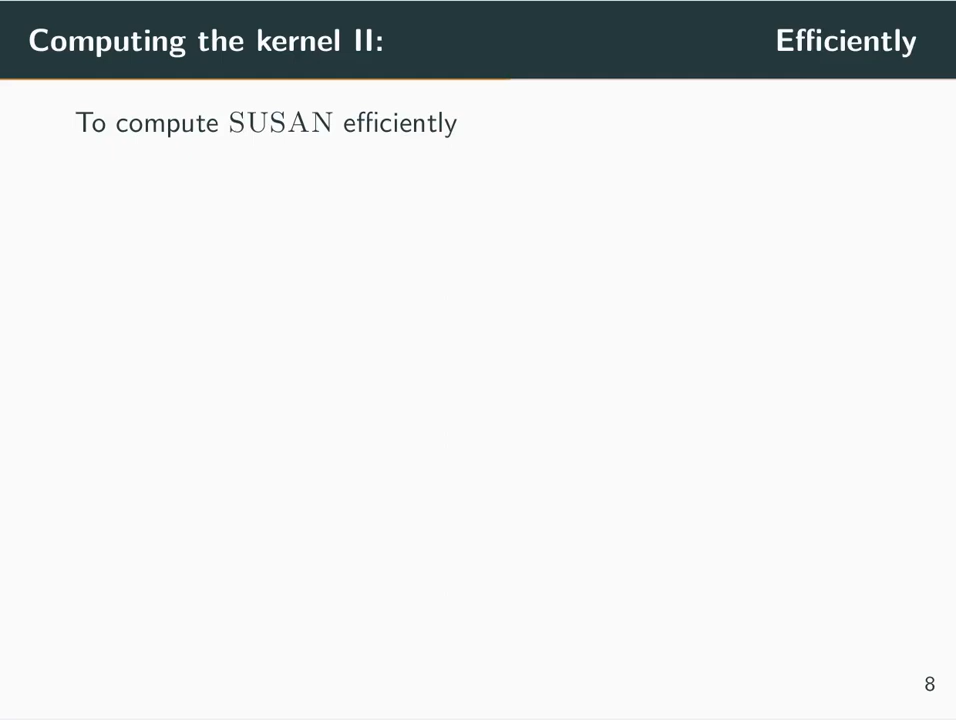 Computing the kernel II: Efficiently
To compute SUSAN efficiently
8